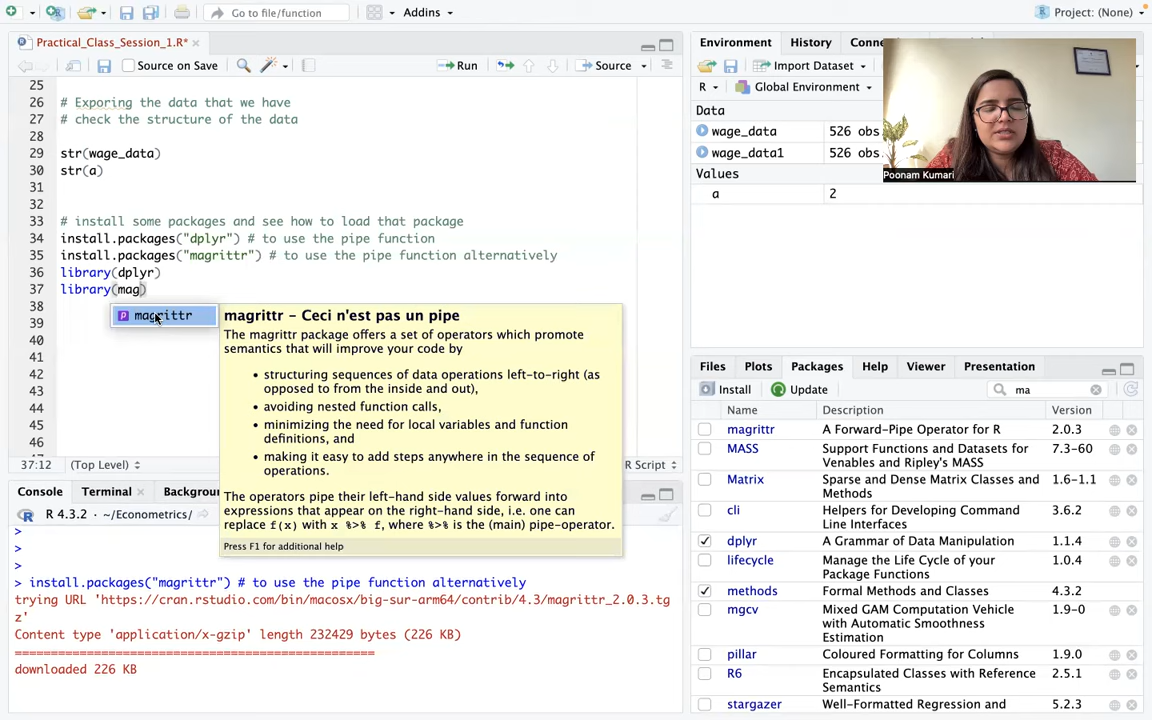 Go to file/function
Addins
Project: (None)
Practical_Class_Session_1.R*
Source on Save
Run
Source
25
26 # Exporing the data that we have
27 # check the structure of the data
28
29 str(wage_data)
30 str(a)
31
32
33 # install some packages and see how to load that package
34 install.packages("dplyr") # to use the pipe function
35 install.packages("magrittr") # to use the pipe function alternatively
36 library(dplyr)
37 library(mag)
38
39
40
41
42
43
44
45
46
magrittr
magrittr – Ceci n'est pas un pipe
The magrittr package offers a set of operators which promote
semantics that will improve your code by
• structuring sequences of data operations left-to-right (as
opposed to from the inside and out),
• avoiding nested function calls,
• minimizing the need for local variables and function
definitions, and
• making it easy to add steps anywhere in the sequence of
operations.
The operators pipe their left-hand side values forward into
expressions that appear on the right-hand side, i.e. one can
replace f(x) with x %>% f, where %>% is the (main) pipe-operator.
Press F1 for additional help
37:12 (Top Level)
R Script
Console Terminal Backgroun
R 4.3.2 · ~/Econometrics/
>
>
>
> install.packages("magrittr") # to use the pipe function alternatively
trying URL 'https://cran.rstudio.com/bin/macosx/big-sur-arm64/contrib/4.3/magrittr_2.0.3.tg
z'
Content type 'application/x-gzip' length 232429 bytes (226 KB)
==================================================
downloaded 226 KB
Environment History Conne
Import Dataset
R Global Environment
Data
wage_data 526 obs.
wage_data1 526 obs.
Values
a 2
Poonam Kumari
Files Plots Packages Help Viewer Presentation
Install Update ma
Name Description Version
magrittr A Forward-Pipe Operator for R 2.0.3
MASS Support Functions and Datasets for 7.3-60
Venables and Ripley's MASS
Matrix Sparse and Dense Matrix Classes and 1.6-1.1
Methods
cli Helpers for Developing Command 3.6.2
Line Interfaces
dplyr A Grammar of Data Manipulation 1.1.4
lifecycle Manage the Life Cycle of your 1.0.4
Package Functions
methods Formal Methods and Classes 4.3.2
mgcv Mixed GAM Computation Vehicle 1.9-0
with Automatic Smoothness
Estimation
pillar Coloured Formatting for Columns 1.9.0
R6 Encapsulated Classes with Reference 2.5.1
Semantics
stargazer Well-Formatted Regression and 5.2.3